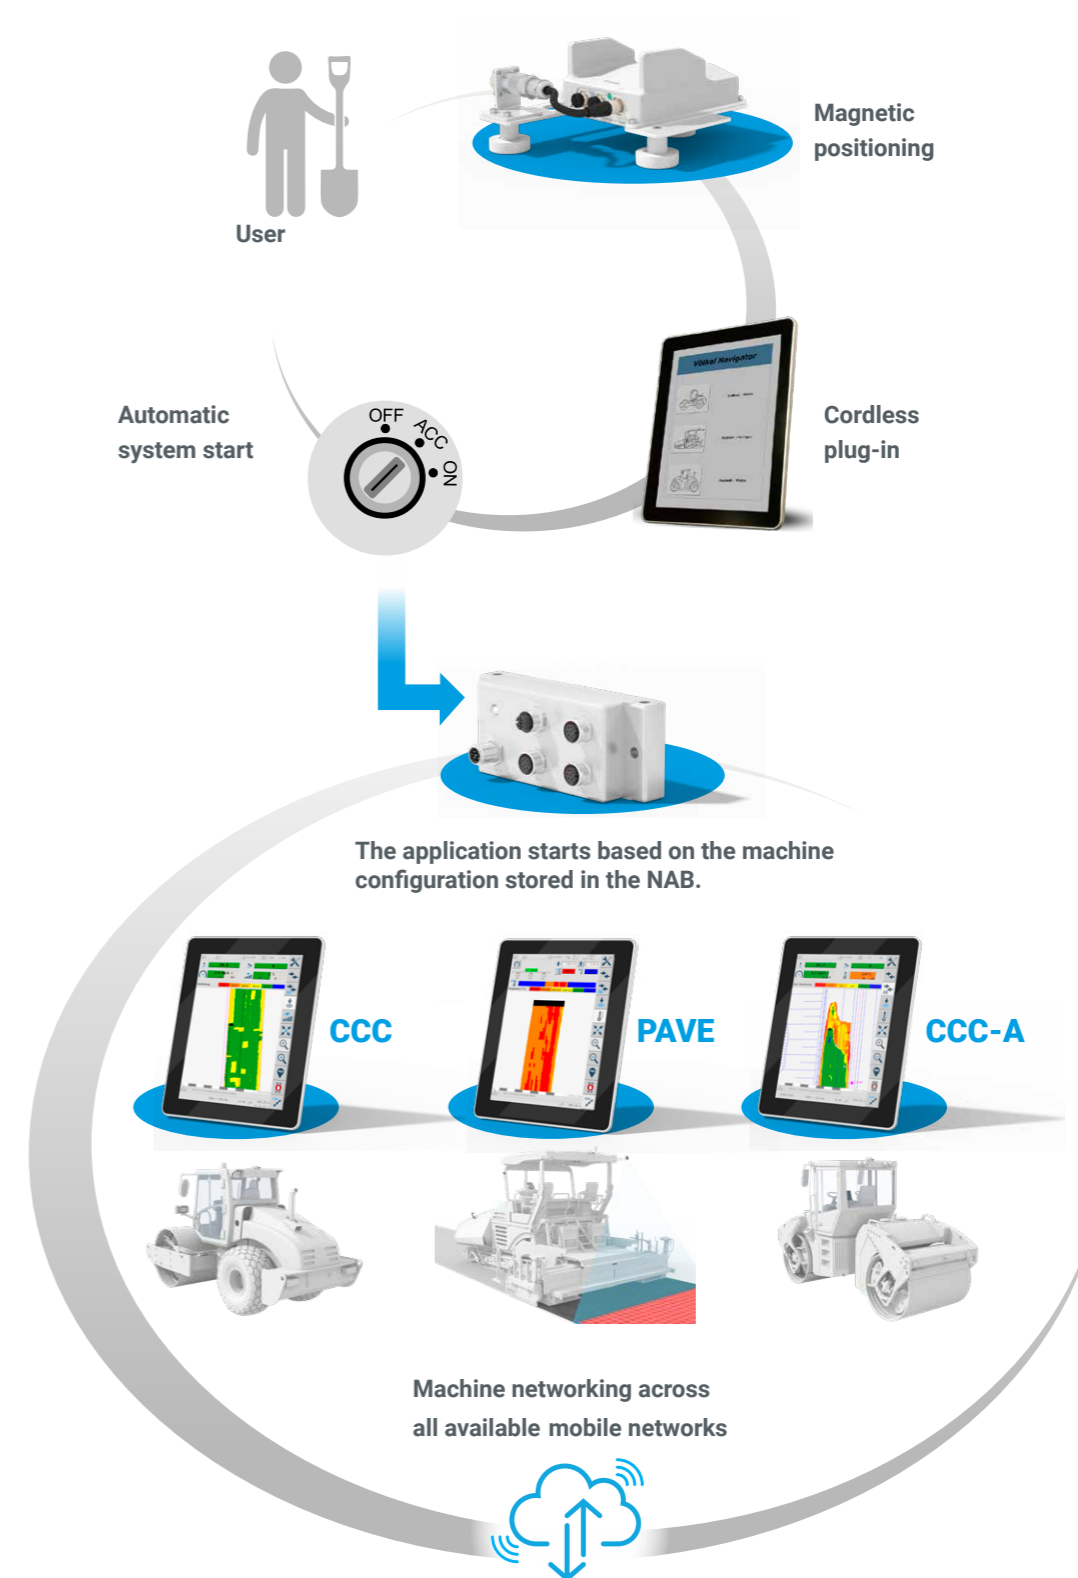 Magnetic
positioning
User
Völkel Navigator
Automatic
system start
OFF
ACC
ON
Cordless
plug-in
The application starts based on the machine
configuration stored in the NAB.
CCC
PAVE
CCC-A
Machine networking across
all available mobile networks